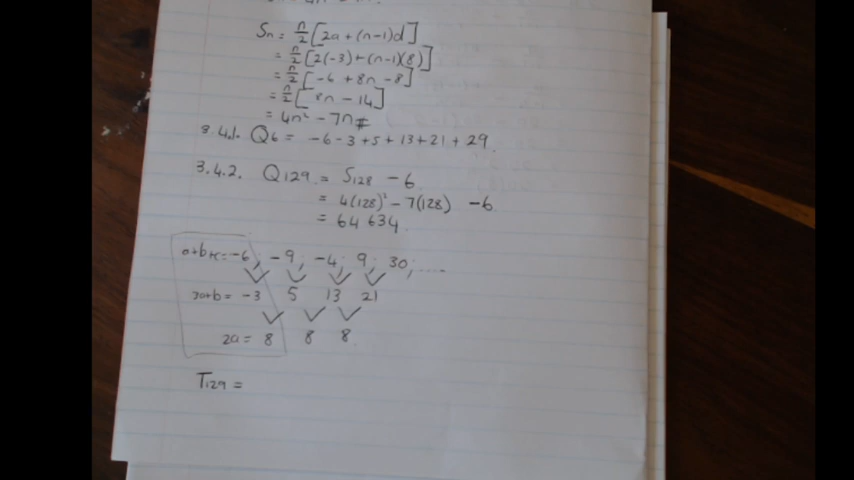 Sn = n/2 [2a + (n-1)d]
= n/2 [2(-3) + (n-1)(8)]
= n/2 [-6 + 8n - 8]
= n/2 [8n - 14]
= 4n² - 7n #
3.4.1. Q6 = -6 - 3 + 5 + 13 + 21 + 29.
3.4.2. Q129 = S128 - 6
= 4(128)² - 7(128) - 6
= 64 634.
a+b+c = -6, -9; -4; 9; 30; ....
3a+b = -3 5 13 21
2a = 8 8 8
T129 =